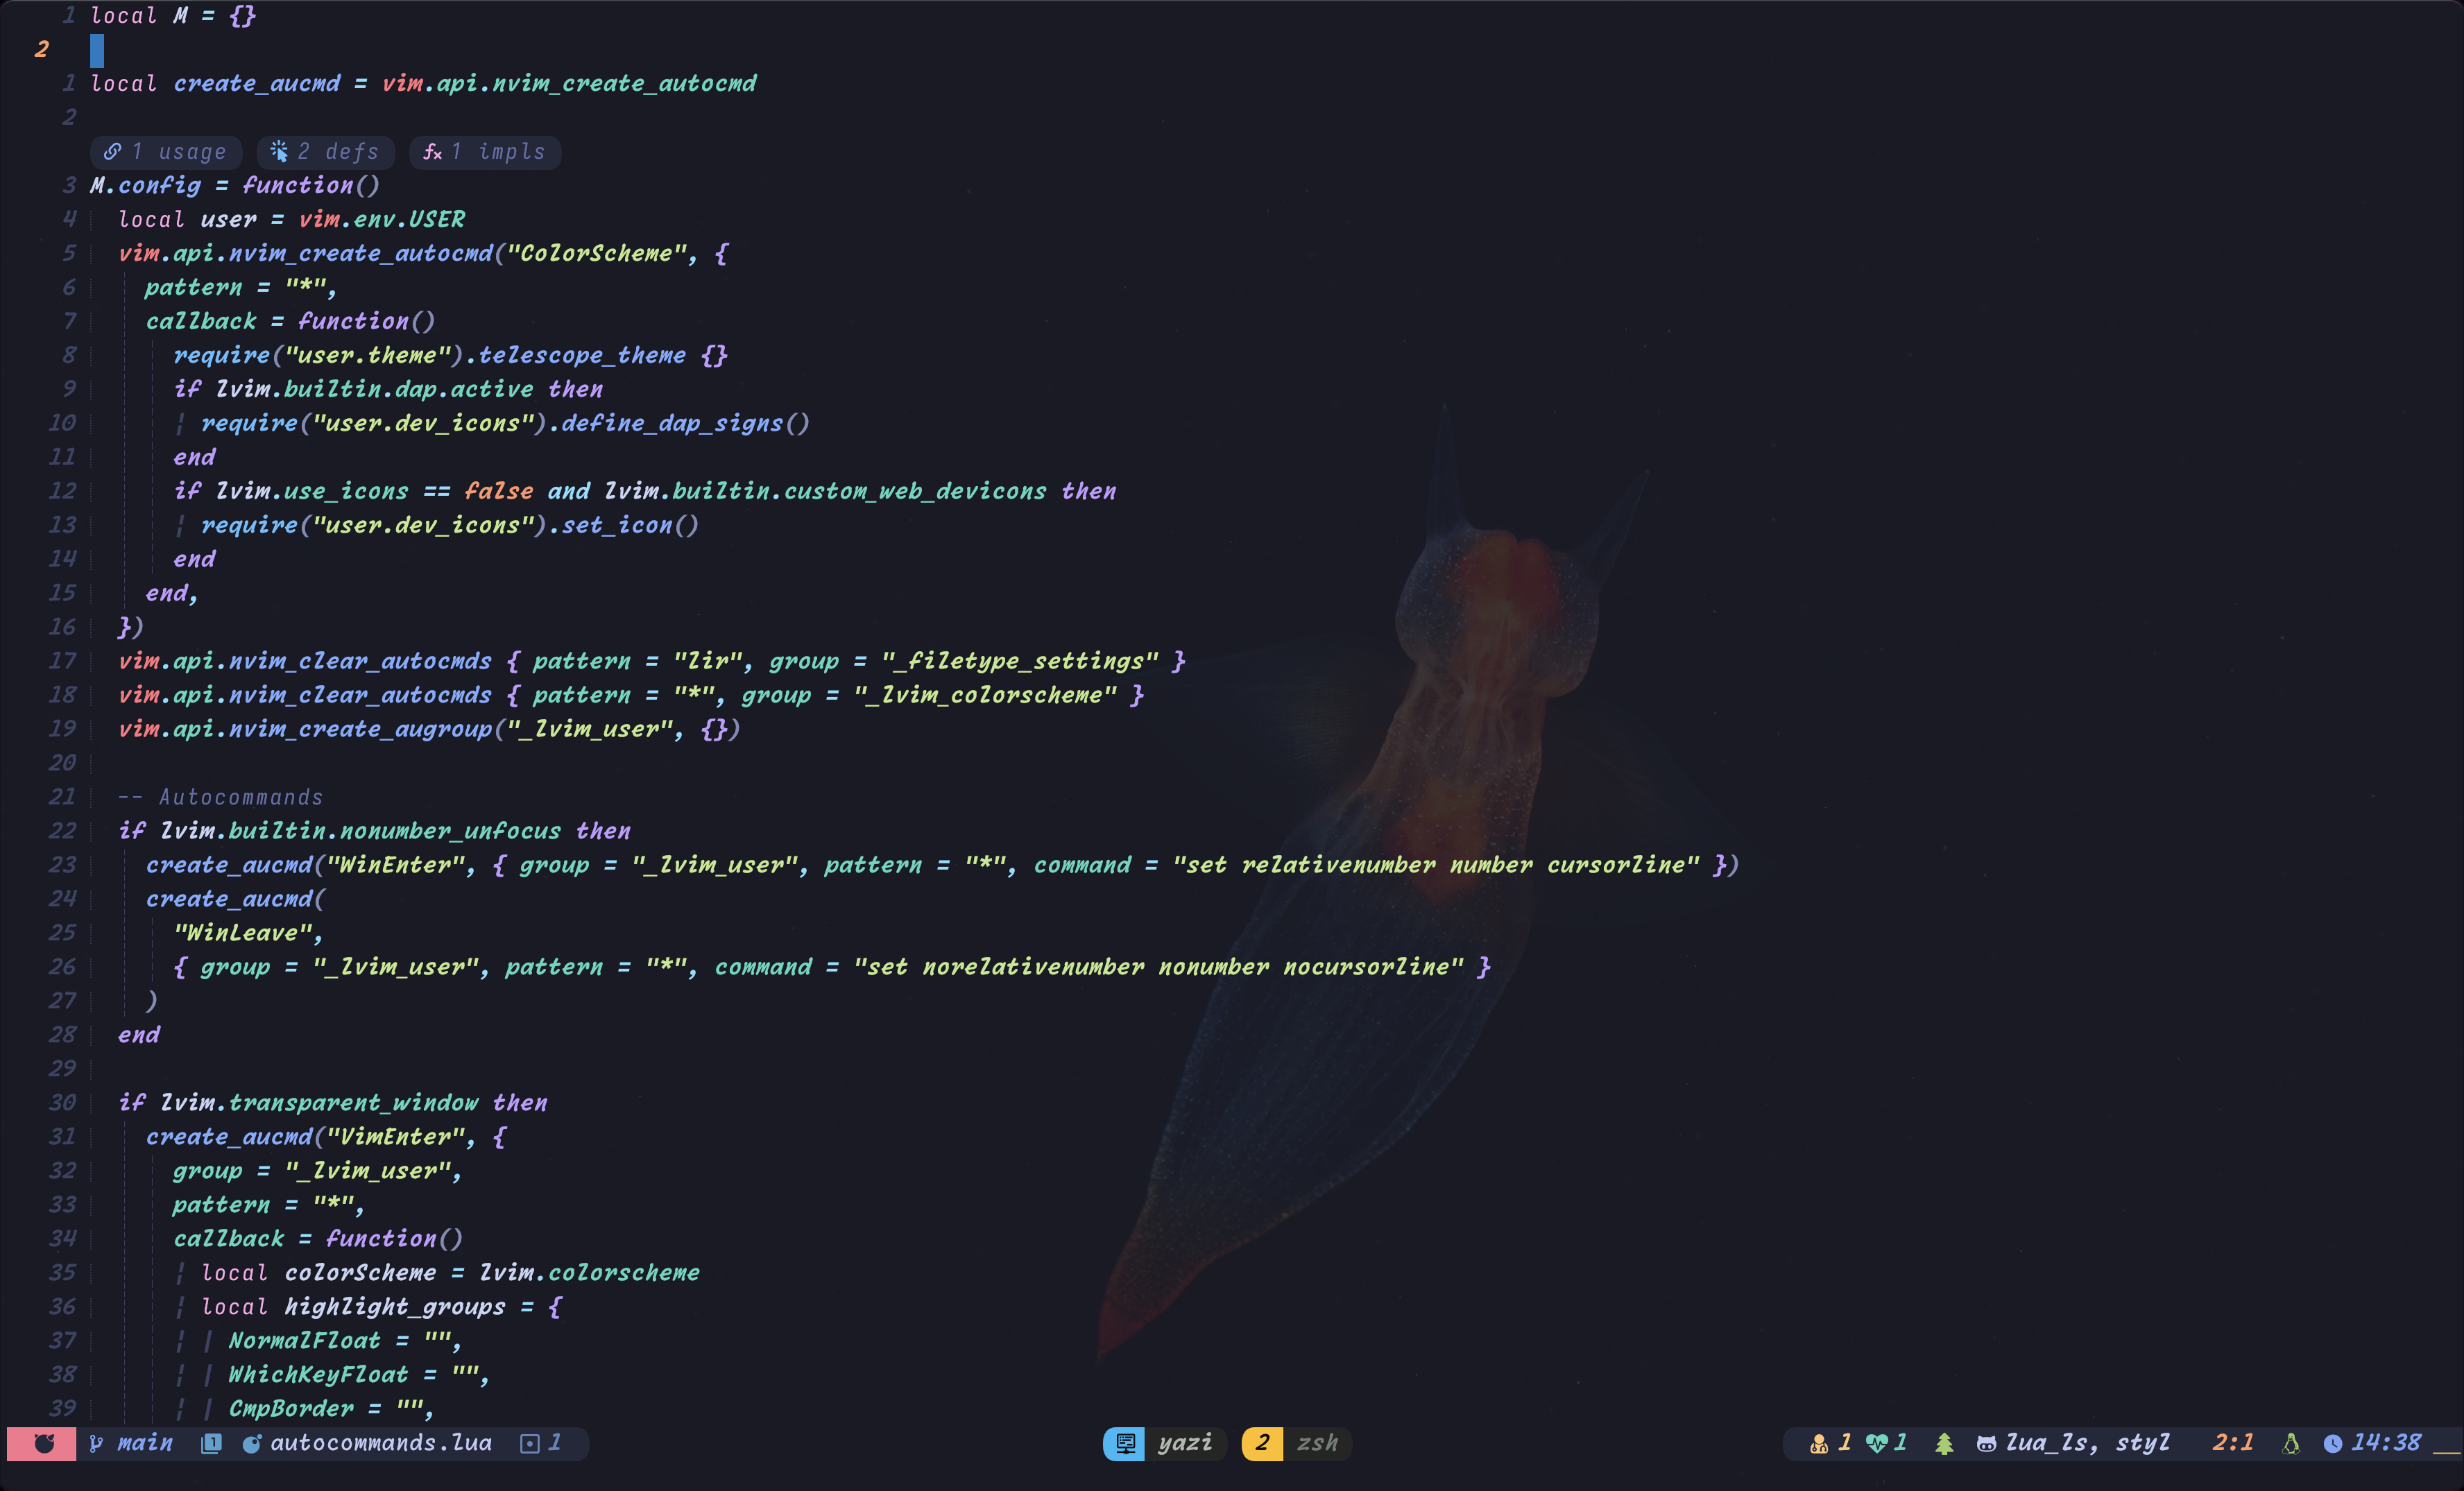 1 local M = {}
2
1 local create_aucmd = vim.api.nvim_create_autocmd
2
1 usage 2 defs 1 impls
3 M.config = function()
4 local user = vim.env.USER
5 vim.api.nvim_create_autocmd("ColorScheme", {
6 pattern = "*",
7 callback = function()
8 require("user.theme").telescope_theme {}
9 if lvim.builtin.dap.active then
10 ¦ require("user.dev_icons").define_dap_signs()
11 end
12 if lvim.use_icons == false and lvim.builtin.custom_web_devicons then
13 ¦ require("user.dev_icons").set_icon()
14 end
15 end,
16 })
17 vim.api.nvim_clear_autocmds { pattern = "lir", group = "_filetype_settings" }
18 vim.api.nvim_clear_autocmds { pattern = "*", group = "_lvim_colorscheme" }
19 vim.api.nvim_create_augroup("_lvim_user", {})
20
21 -- Autocommands
22 if lvim.builtin.nonumber_unfocus then
23 create_aucmd("WinEnter", { group = "_lvim_user", pattern = "*", command = "set relativenumber number cursorline" })
24 create_aucmd(
25 "WinLeave",
26 { group = "_lvim_user", pattern = "*", command = "set norelativenumber nonumber nocursorline" }
27 )
28 end
29
30 if lvim.transparent_window then
31 create_aucmd("VimEnter", {
32 group = "_lvim_user",
33 pattern = "*",
34 callback = function()
35 ¦ local colorScheme = lvim.colorscheme
36 ¦ local highlight_groups = {
37 ¦ | NormalFloat = "",
38 ¦ | WhichKeyFloat = "",
39 ¦ | CmpBorder = "",
main 1 autocommands.lua 1 yazi 2 zsh 1 1 lua_ls, styl 2:1 14:38 __